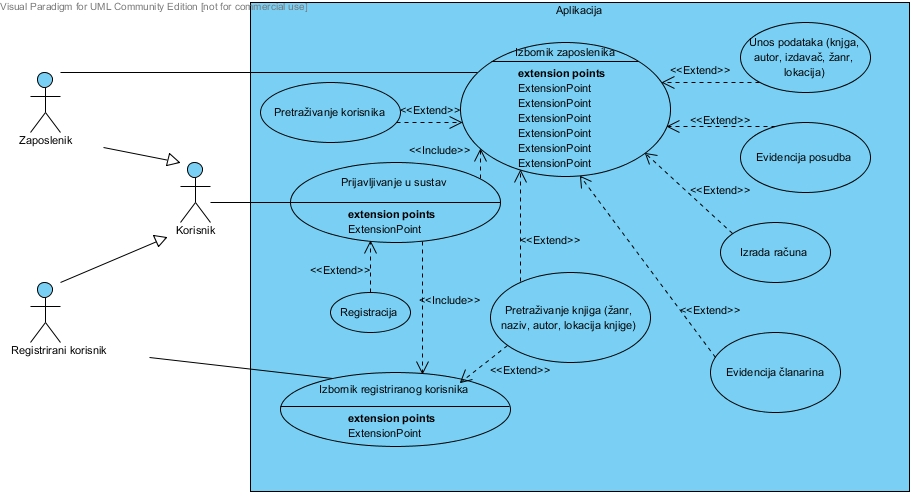 Visual Paradigm for UML Community Edition [not for commercial use]
Aplikacija
Izbornik zaposlenika
extension points
ExtensionPoint
ExtensionPoint
ExtensionPoint
ExtensionPoint
ExtensionPoint
ExtensionPoint
Unos podataka (knjga,
autor, izdavač, žanr,
lokacija)
<<Extend>>
Pretraživanje korisnika
<<Extend>>
<<Extend>>
Zaposlenik
<<Include>>
Evidencija posudba
Prijavljivanje u sustav
extension points
ExtensionPoint
<<Extend>>
Korisnik
<<Extend>>
Izrada računa
<<Extend>>
<<Include>>
Registracija
Pretraživanje knjiga (žanr,
naziv, autor, lokacija knjige)
<<Extend>>
Registrirani korisnik
<<Extend>>
Evidencija članarina
Izbornik registriranog korisnika
extension points
ExtensionPoint